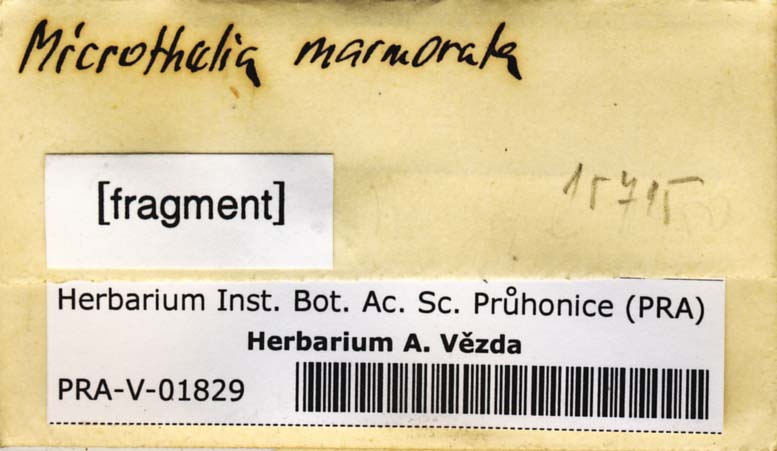 Microthelia marmorata
[fragment]
15715
Herbarium Inst. Bot. Ac. Sc. Průhonice (PRA)
Herbarium A. Vězda
PRA-V-01829